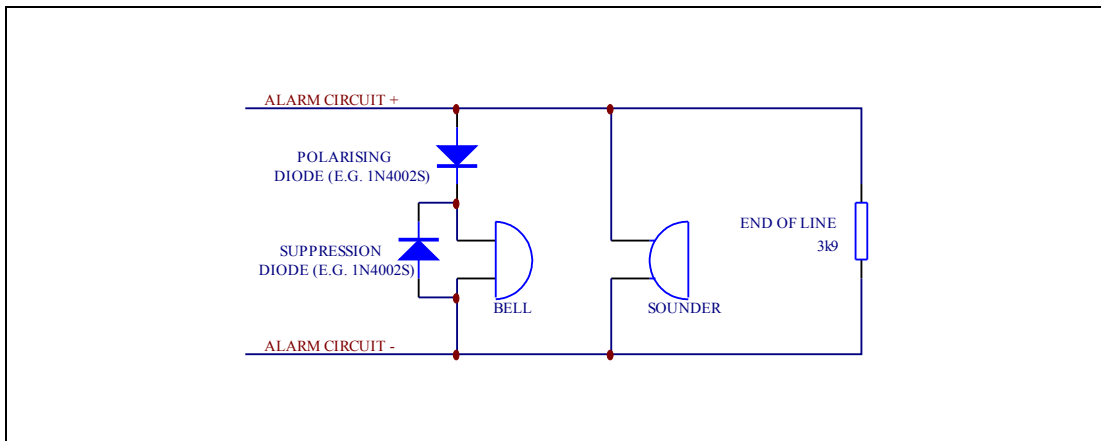 ALARM CIRCUIT +
POLARISING
DIODE (E.G. 1N4002S)
SUPPRESSION
DIODE (E.G. 1N4002S)
BELL
SOUNDER
END OF LINE
3k9
ALARM CIRCUIT -